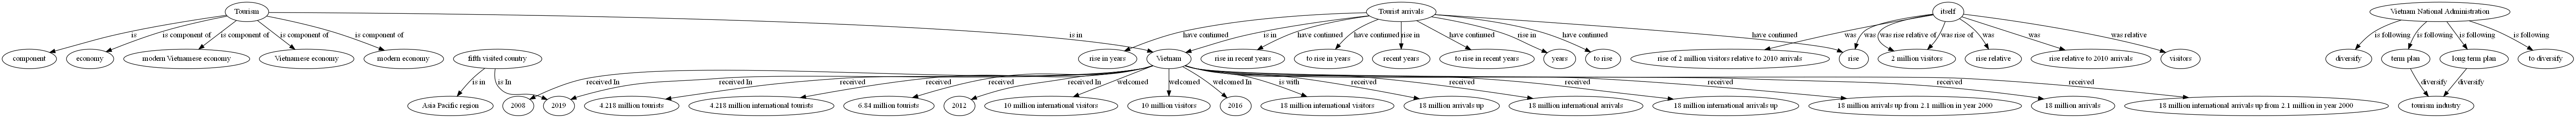 Tourism
Tourist arrivals
itself
Vietnam National Administration
is
is component of
is component of
is component of
is component of
is in
have continued
is in
have continued
have continued
rise in
have continued
rise in
have continued
have continued
was
was
was rise relative of
was rise of
was
was
was relative
is following
is following
is following
is following
component
economy
modern Vietnamese economy
Vietnamese economy
modern economy
fifth visited country
rise in years
Vietnam
rise in recent years
to rise in years
recent years
to rise in recent years
years
to rise
rise of 2 million visitors relative to 2010 arrivals
rise
2 million visitors
rise relative
rise relative to 2010 arrivals
visitors
diversify
term plan
long term plan
to diversify
is in
is In
received In
received In
received
received
received
received In
welcomed
welcomed
welcomed In
is with
received
received
received
received
received
received
diversify
diversify
Asia Pacific region
2008
2019
4.218 million tourists
4.218 million international tourists
6.84 million tourists
2012
10 million international visitors
10 million visitors
2016
18 million international visitors
18 million arrivals up
18 million international arrivals
18 million international arrivals up
18 million arrivals up from 2.1 million in year 2000
18 million arrivals
18 million international arrivals up from 2.1 million in year 2000
tourism industry